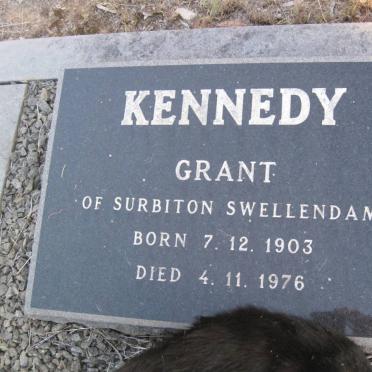 KENNEDY
GRANT
OF SURBITON SWELLENDAM
BORN 7. 12. 1903
DIED 4. 11. 1976